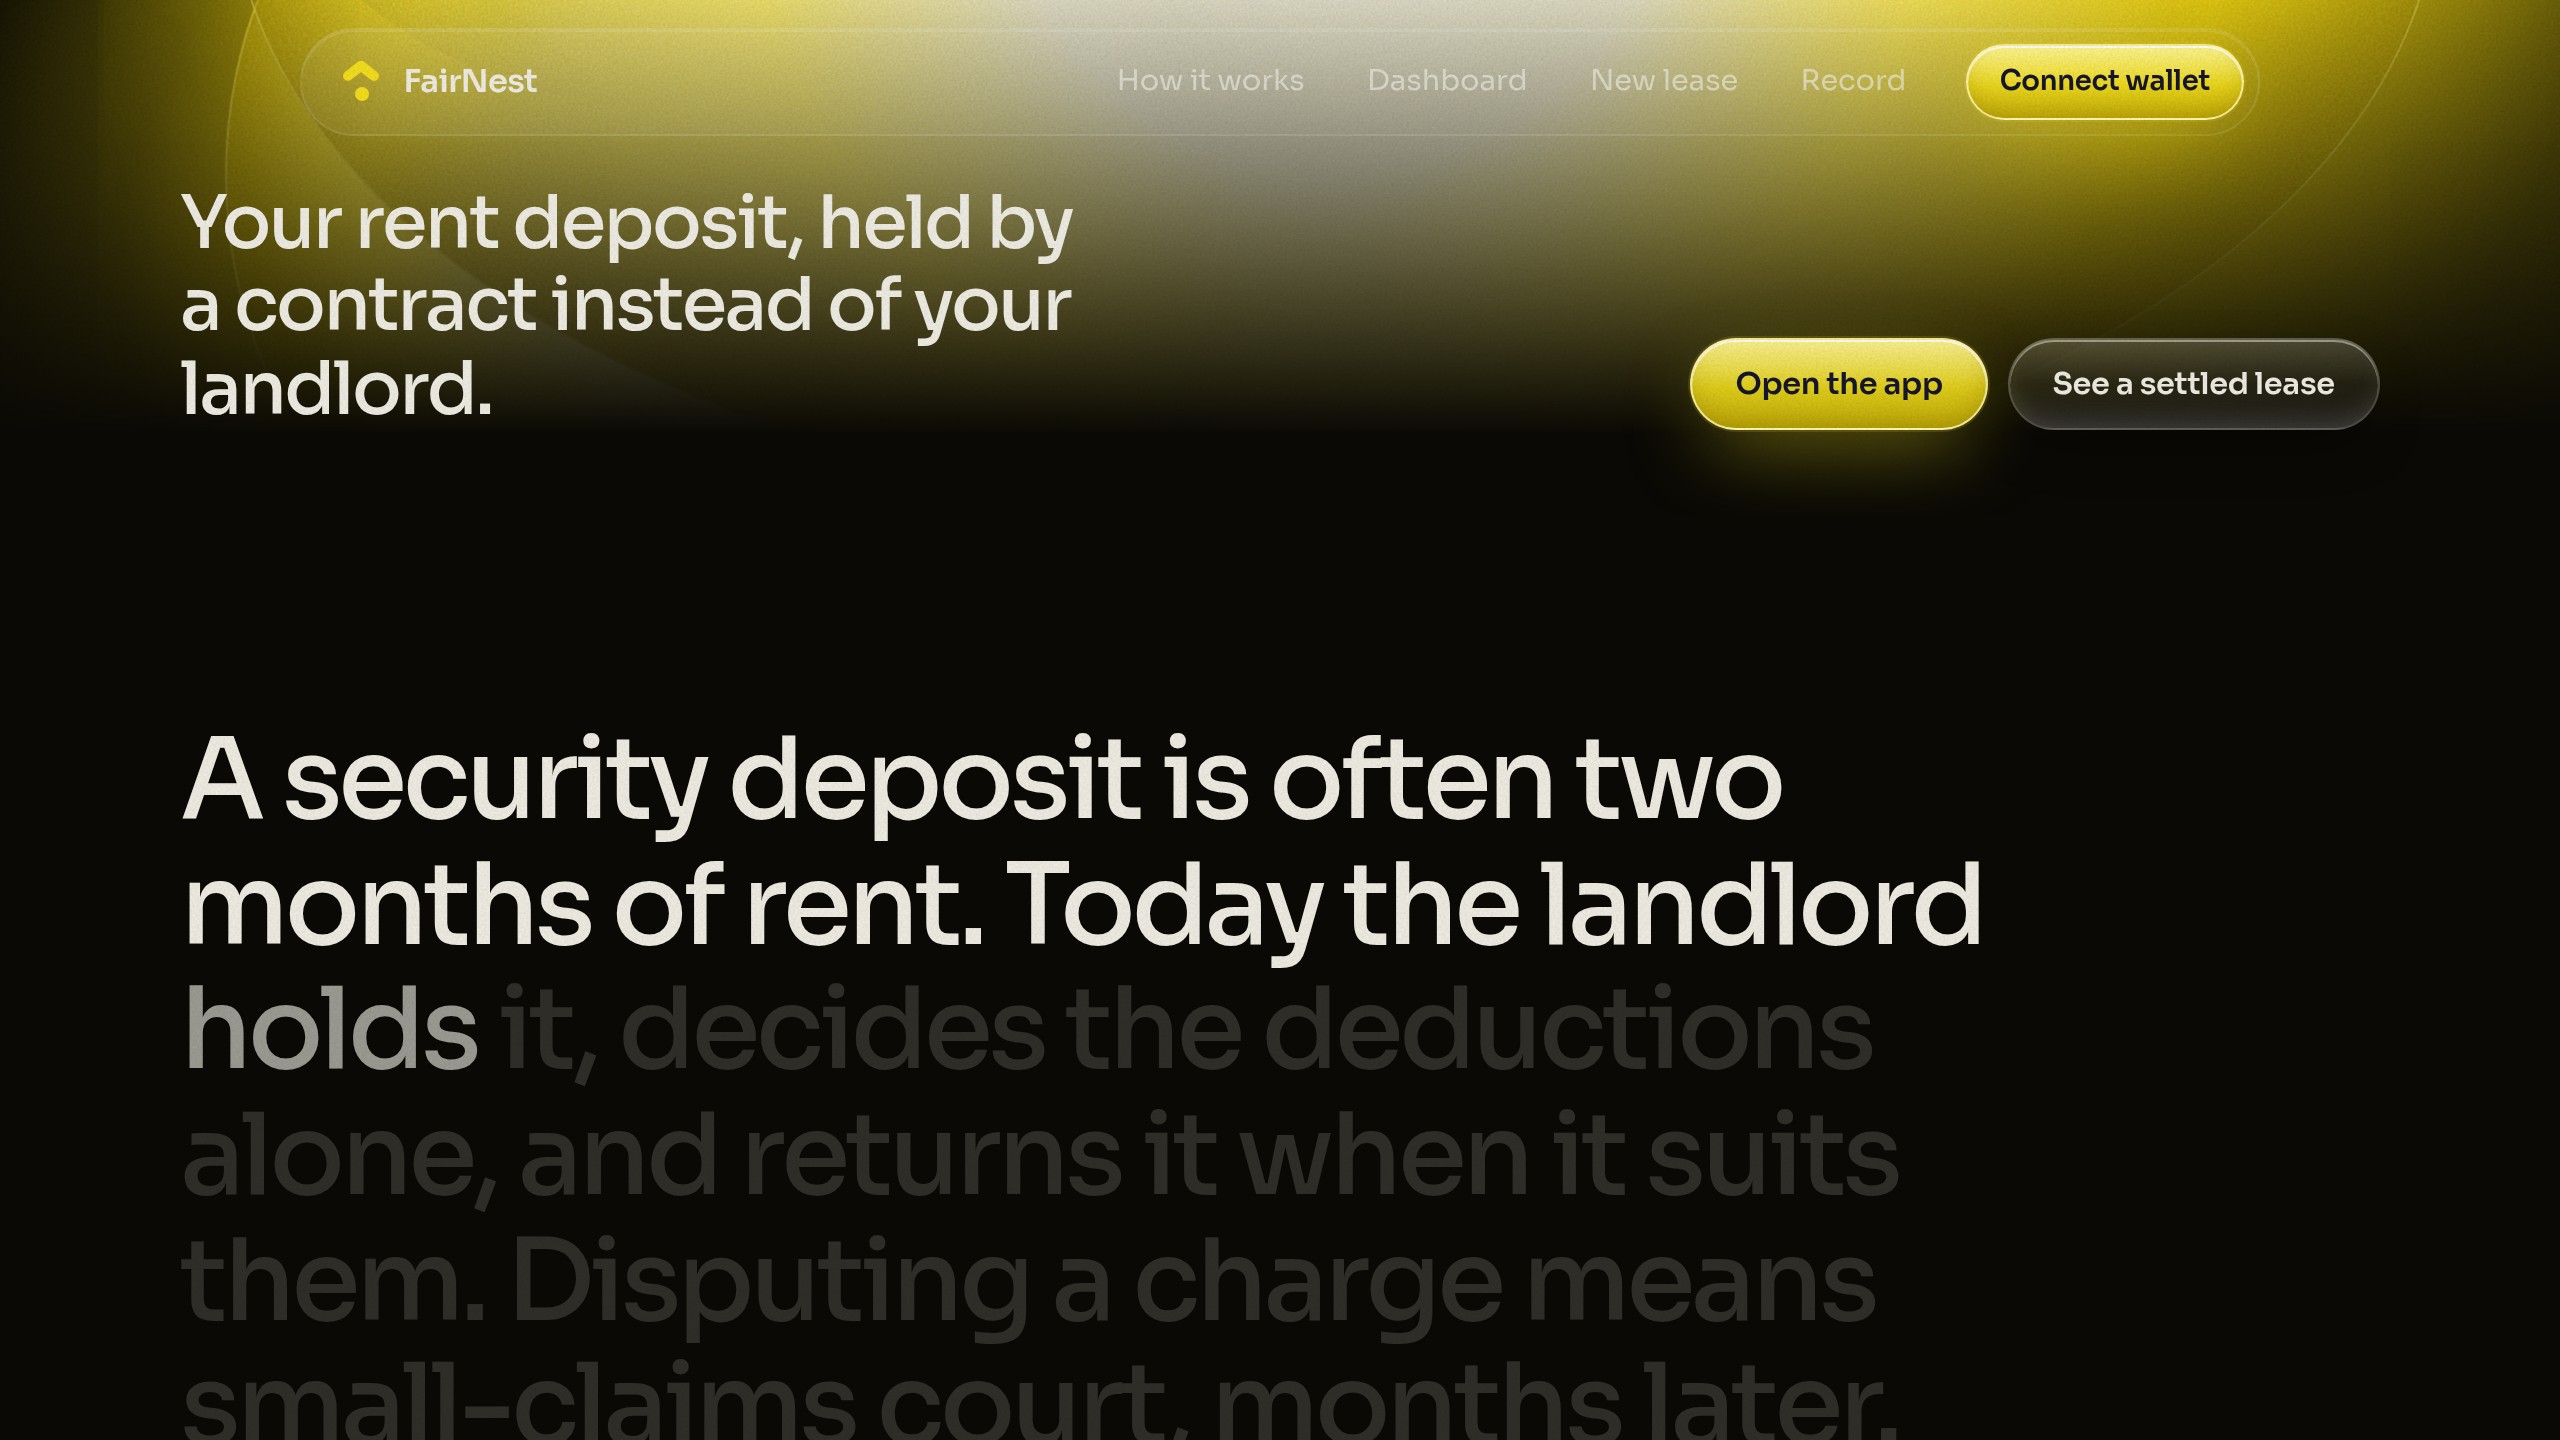 FairNest
How it works
Dashboard
New lease
Record
Connect wallet
Your rent deposit, held by
a contract instead of your
landlord.
Open the app
See a settled lease
A security deposit is often two
months of rent. Today the landlord
holds it, decides the deductions
alone, and returns it when it suits
them. Disputing a charge means
small-claims court, months later.